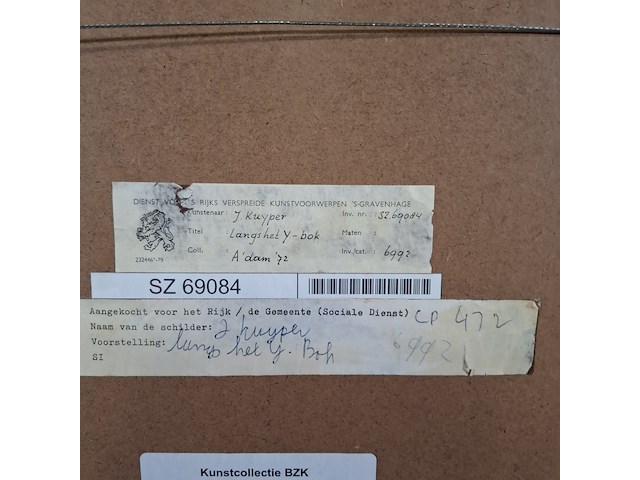 DIENST VOOR 'S RIJKS VERSPREIDE KUNSTVOORWERPEN 'S-GRAVENHAGE
Kunstenaar : J. Kuyper Inv. nr. : SZ 69084
Titel : Langs het Y-bok Maten :
Coll. : A'dam '72 Inv./cat. : 6992
SZ 69084
Aangekocht voor het Rijk / de Gemeente (Sociale Dienst) CP 472
Naam van de schilder: J Kuyper
Voorstelling: langs het Y. Bok 6992
SI
Kunstcollectie BZK